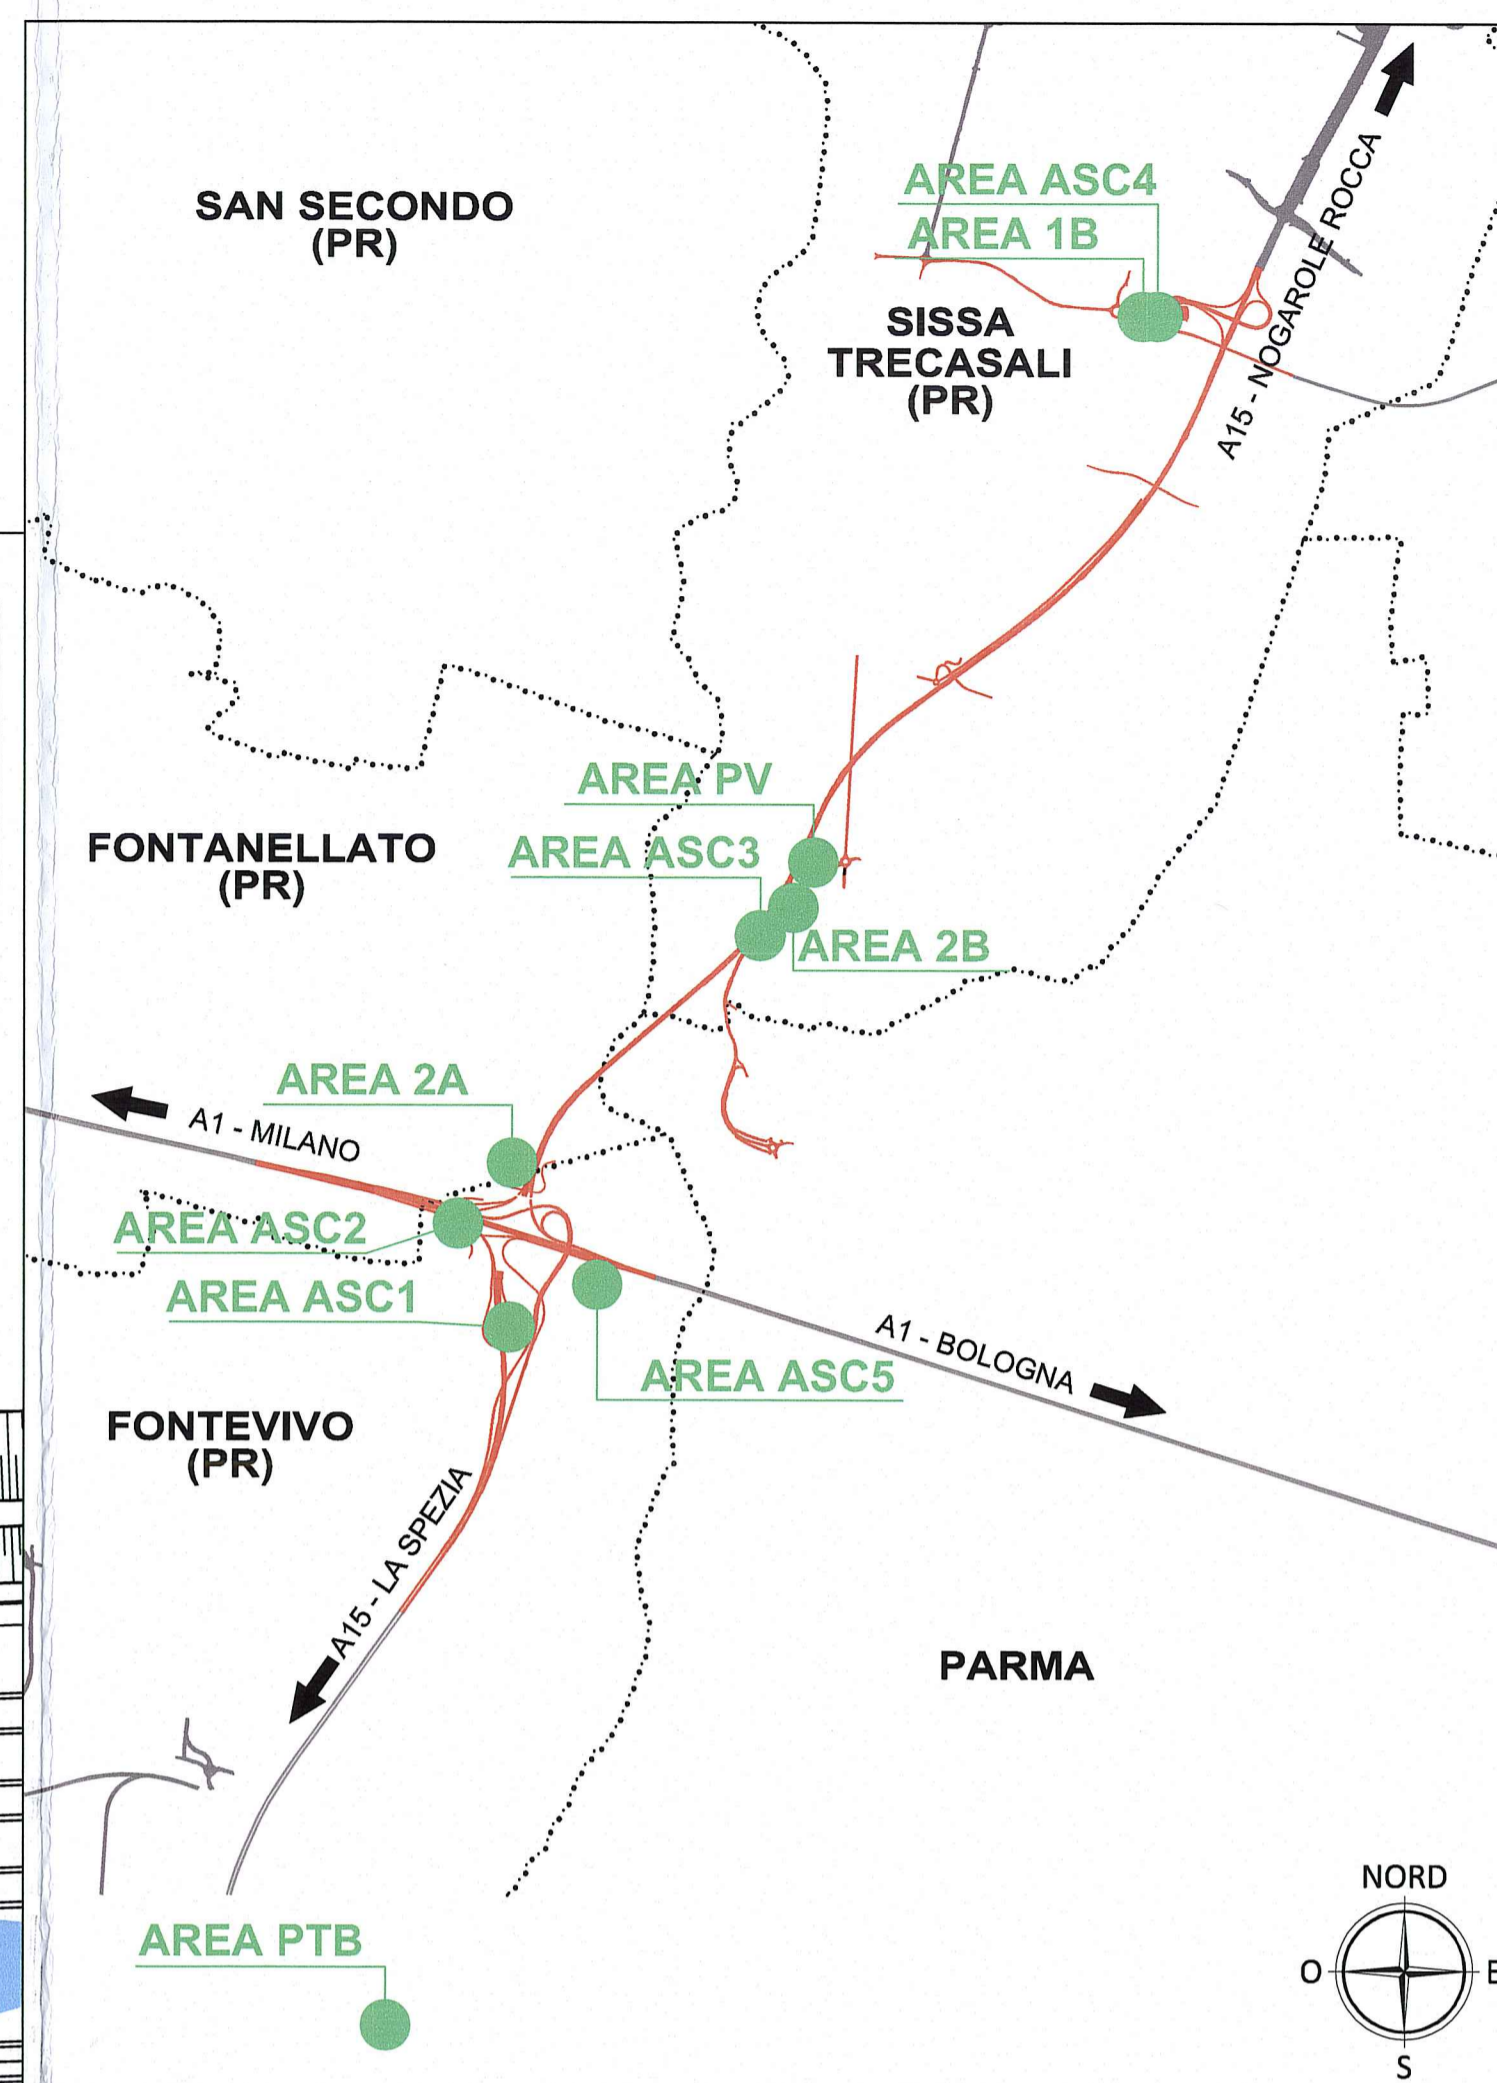 AREA ASC4
AREA 1B
SAN SECONDO
(PR)
A15 - NOGAROLE ROCCA
SISSA
TRECASALI
(PR)
AREA PV
AREA ASC3
FONTANELLATO
(PR)
AREA 2B
AREA 2A
A1 - MILANO
AREA ASC2
AREA ASC1
A1 - BOLOGNA
AREA ASC5
FONTEVIVO
(PR)
A15 - LA SPEZIA
PARMA
NORD
O
E
S
AREA PTB